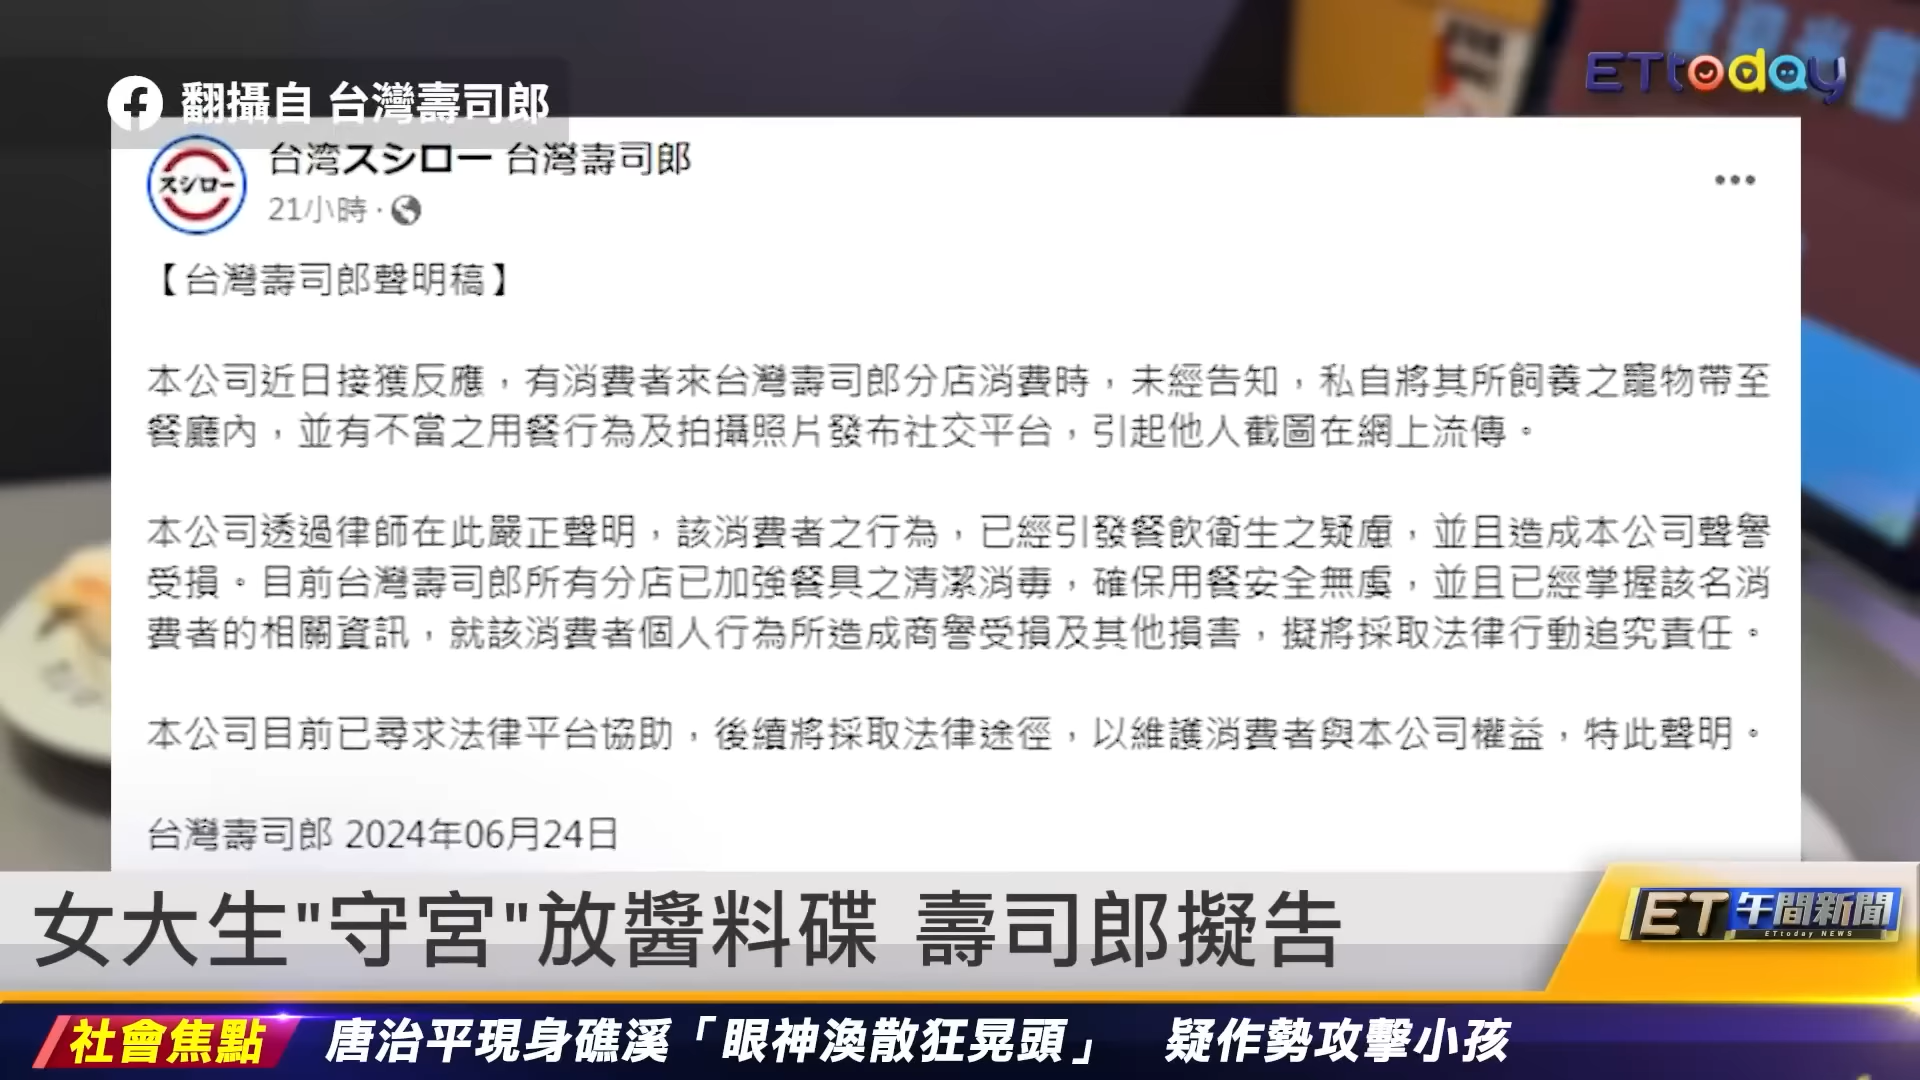 翻攝自 台灣壽司郎
ETtoday
スシロー
台湾スシロー 台灣壽司郎
21小時 ·
【台灣壽司郎聲明稿】
本公司近日接獲反應，有消費者來台灣壽司郎分店消費時，未經告知，私自將其所飼養之寵物帶至
餐廳內，並有不當之用餐行為及拍攝照片發布社交平台，引起他人截圖在網上流傳。
本公司透過律師在此嚴正聲明，該消費者之行為，已經引發餐飲衛生之疑慮，並且造成本公司聲譽
受損。目前台灣壽司郎所有分店已加強餐具之清潔消毒，確保用餐安全無虞，並且已經掌握該名消
費者的相關資訊，就該消費者個人行為所造成商譽受損及其他損害，擬將採取法律行動追究責任。
本公司目前已尋求法律平台協助，後續將採取法律途徑，以維護消費者與本公司權益，特此聲明。
台灣壽司郎 2024年06月24日
女大生"守宮"放醬料碟 壽司郎擬告
ET午間新聞
ETtoday NEWS
社會焦點
唐治平現身礁溪「眼神渙散狂晃頭」 疑作勢攻擊小孩